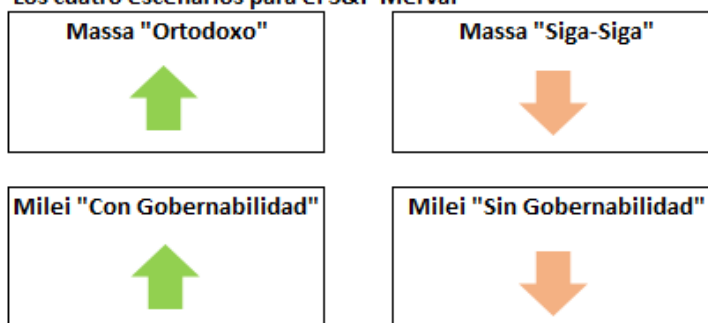 Los cuatro escenarios para el S&P Merval
Massa "Ortodoxo"
Massa "Siga-Siga"
Milei "Con Gobernabilidad"
Milei "Sin Gobernabilidad"